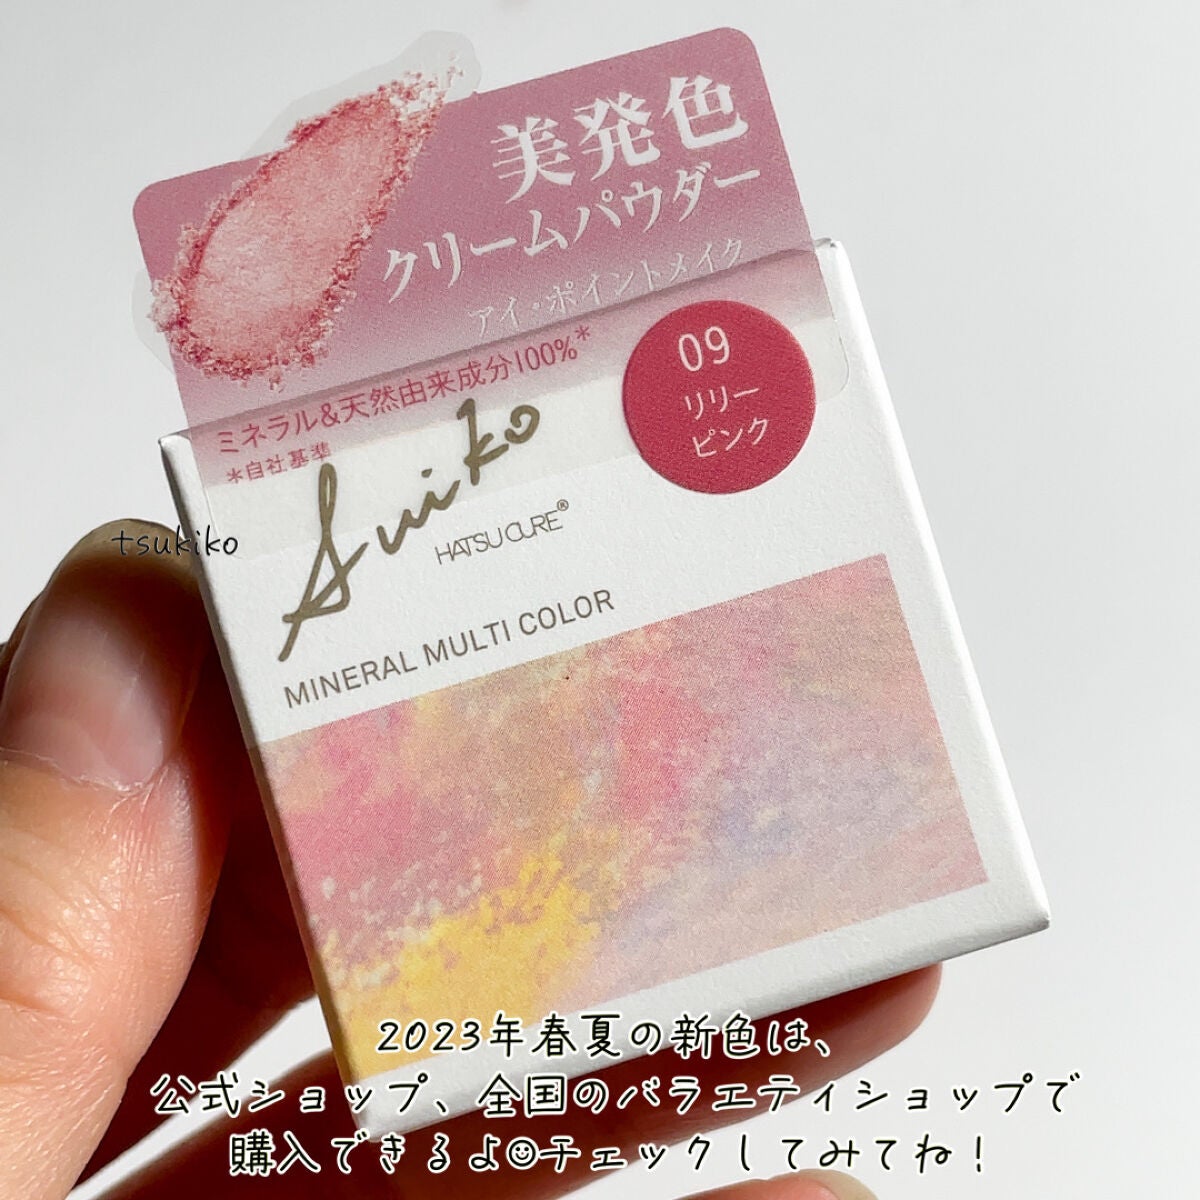 美発色
クリームパウダー
アイ・ポイントメイク
ミネラル&天然由来成分100%*
*自社基準
09
リリー
ピンク
Suiko
HATSU CURE®
MINERAL MULTI COLOR
tsukiko
2023年春夏の新色は、
公式ショップ、全国のバラエティショップで
購入できるよ☺チェックしてみてね!